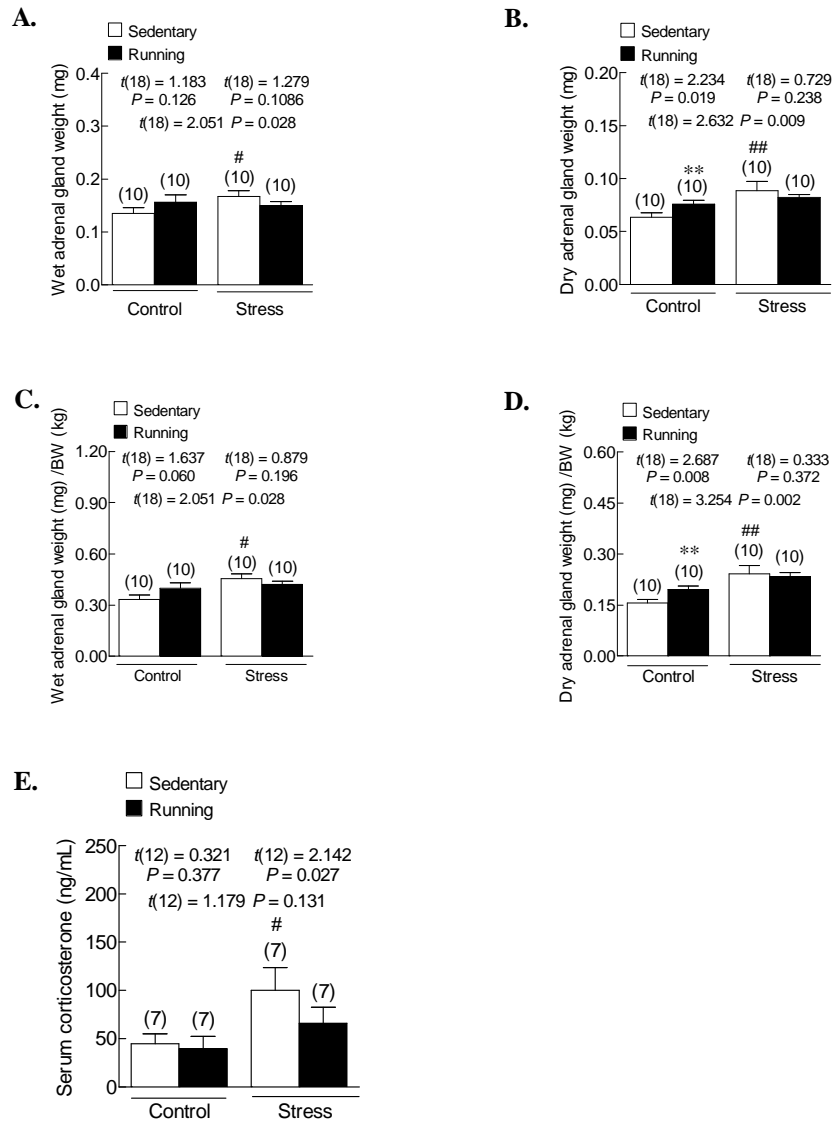 A.
Sedentary
Running
Wet adrenal gland weight (mg)
0.4
0.3
0.2
0.1
0.0
t(18) = 1.183 t(18) = 1.279
P = 0.126 P = 0.1086
t(18) = 2.051 P = 0.028
#
(10) (10) (10) (10)
Control Stress
B.
Sedentary
Running
Dry adrenal gland weight (mg)
0.20
0.15
0.10
0.05
0.00
t(18) = 2.234 t(18) = 0.729
P = 0.019 P = 0.238
t(18) = 2.632 P = 0.009
##
**
(10) (10) (10) (10)
Control Stress
C.
Sedentary
Running
Wet adrenal gland weight (mg) /BW (kg)
1.20
0.90
0.60
0.30
0.00
t(18) = 1.637 t(18) = 0.879
P = 0.060 P = 0.196
t(18) = 2.051 P = 0.028
#
(10) (10) (10) (10)
Control Stress
D.
Sedentary
Running
Dry adrenal gland weight (mg) /BW (kg)
0.60
0.45
0.30
0.15
0.00
t(18) = 2.687 t(18) = 0.333
P = 0.008 P = 0.372
t(18) = 3.254 P = 0.002
##
**
(10) (10) (10) (10)
Control Stress
E.
Sedentary
Running
Serum corticosterone (ng/mL)
250
200
150
100
50
0
t(12) = 0.321 t(12) = 2.142
P = 0.377 P = 0.027
t(12) = 1.179 P = 0.131
#
(7) (7) (7) (7)
Control Stress